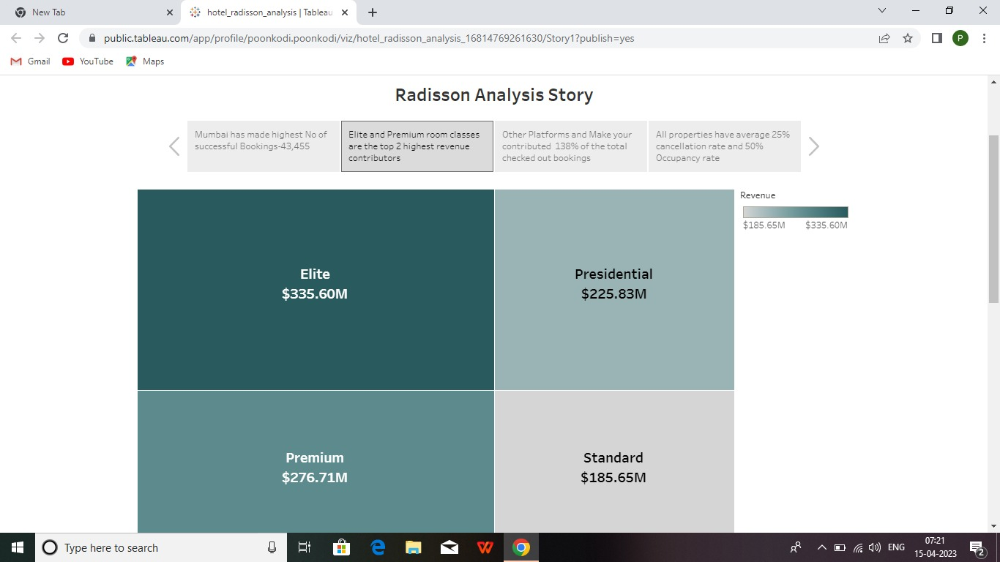 New Tab
hotel_radisson_analysis | Tableau
public.tableau.com/app/profile/poonkodi.poonkodi/viz/hotel_radisson_analysis_16814769261630/Story1?publish=yes
P
Gmail
YouTube
Maps
Radisson Analysis Story
Mumbai has made highest No of
successful Bookings-43,455
Elite and Premium room classes
are the top 2 highest revenue
contributors
Other Platforms and Make your
contributed 138% of the total
checked out bookings
All properties have average 25%
cancellation rate and 50%
Occupancy rate
Revenue
$185.65M $335.60M
Elite
$335.60M
Presidential
$225.83M
Premium
$276.71M
Standard
$185.65M
Type here to search
ENG
07:21
15-04-2023
2